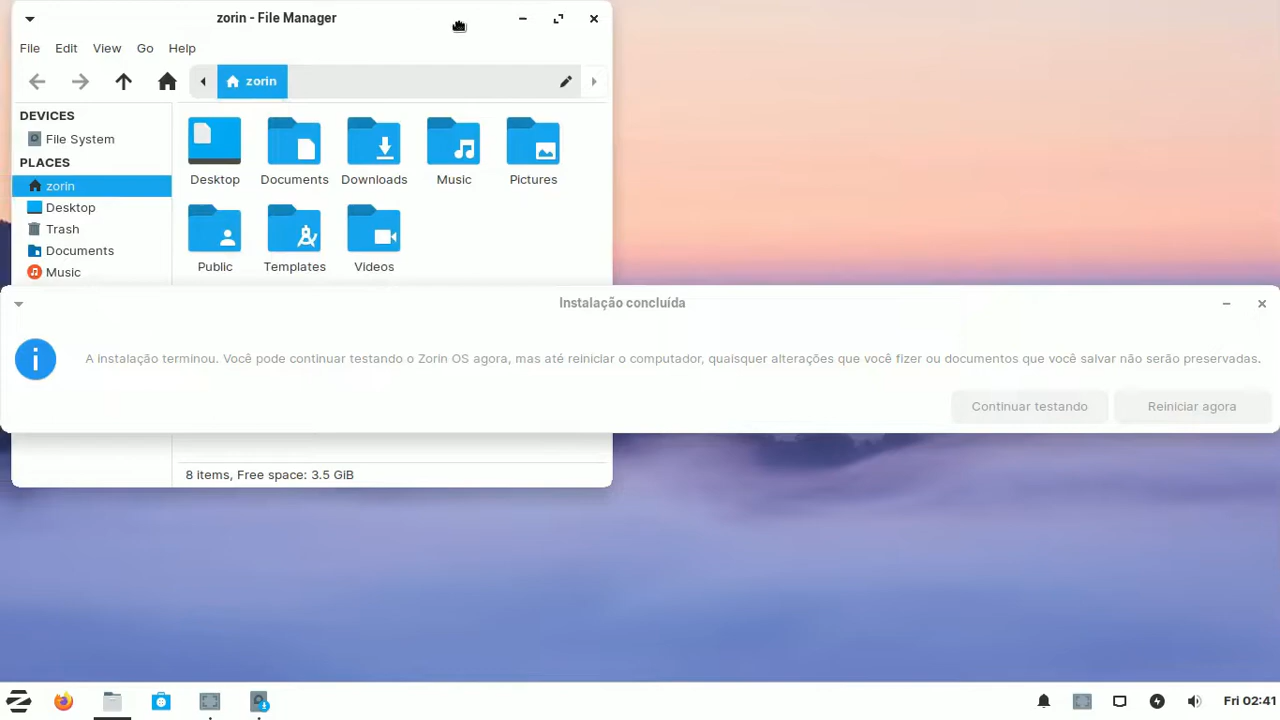 zorin - File Manager
File Edit View Go Help
zorin
DEVICES
File System
PLACES
zorin
Desktop
Trash
Documents
Music
Desktop Documents Downloads Music Pictures
Public Templates Videos
Instalação concluída
A instalação terminou. Você pode continuar testando o Zorin OS agora, mas até reiniciar o computador, quaisquer alterações que você fizer ou documentos que você salvar não serão preservadas.
Continuar testando Reiniciar agora
8 items, Free space: 3.5 GiB
Fri 02:41